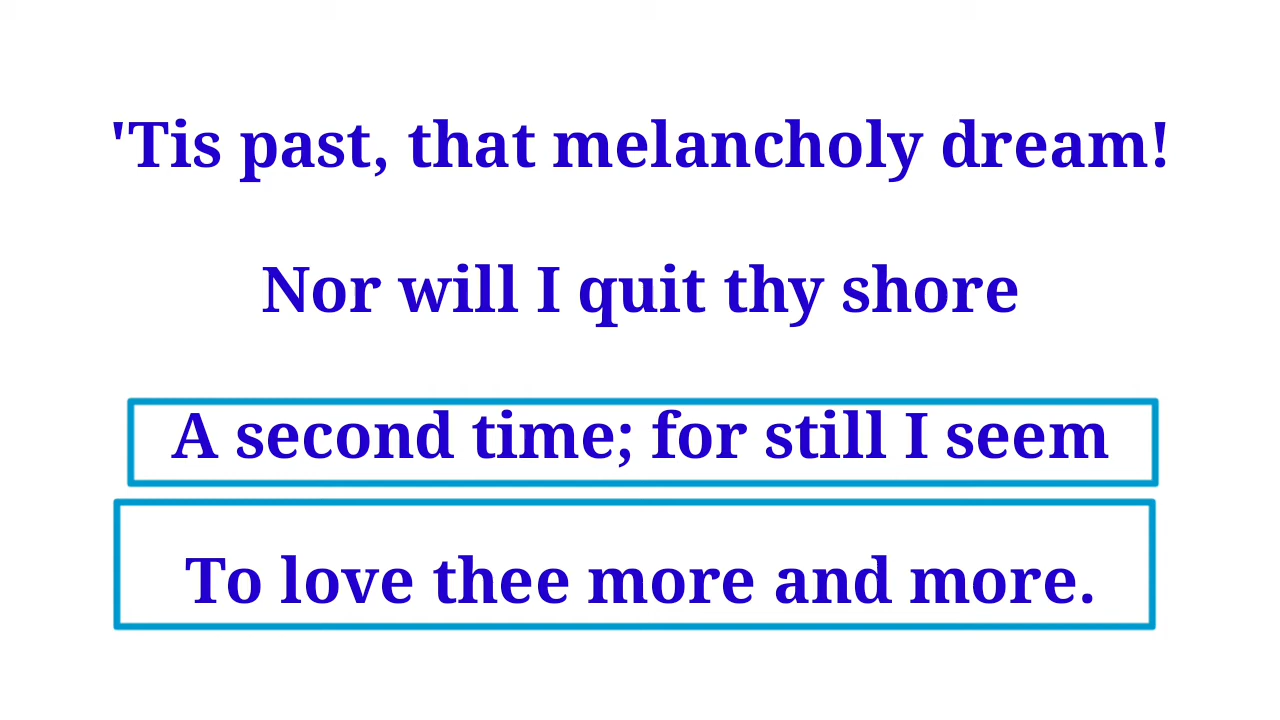 'Tis past, that melancholy dream!
Nor will I quit thy shore
A second time; for still I seem
To love thee more and more.